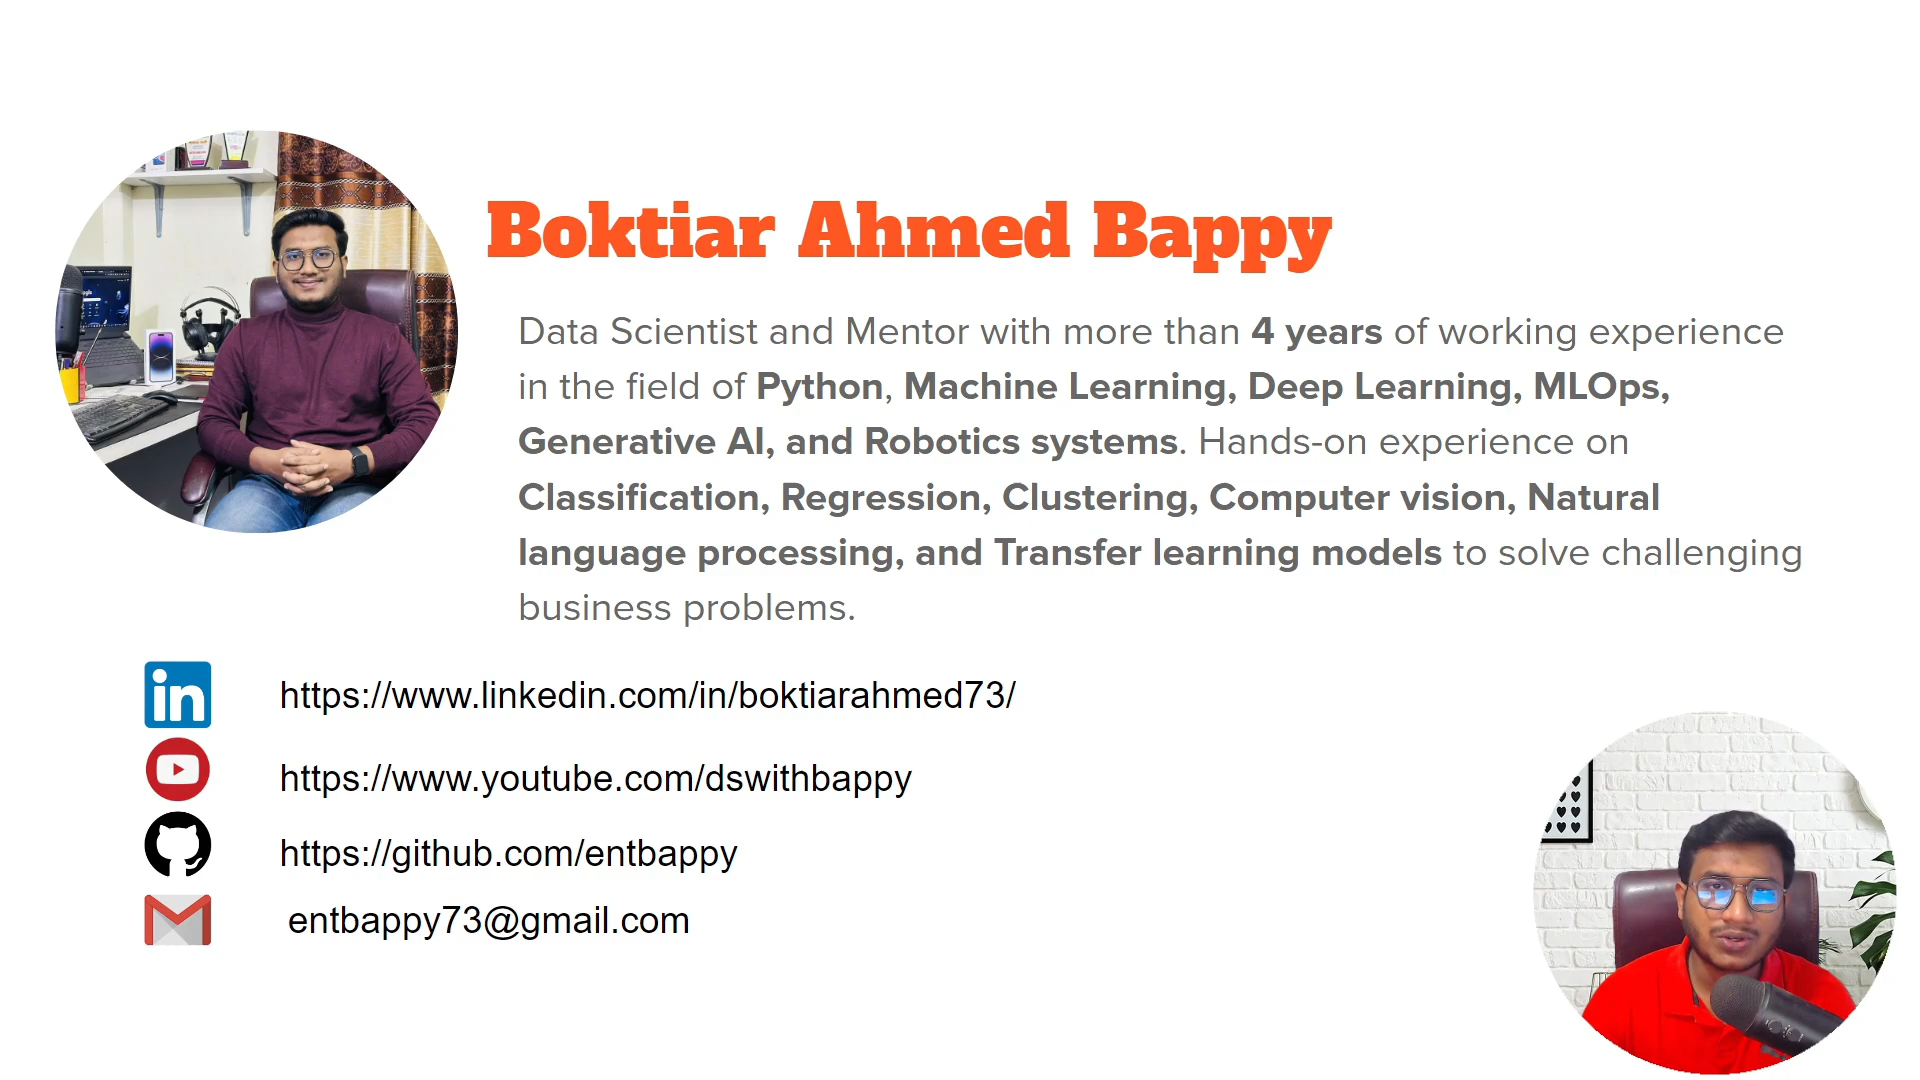 Boktiar Ahmed Bappy
Data Scientist and Mentor with more than 4 years of working experience
in the field of Python, Machine Learning, Deep Learning, MLOps,
Generative AI, and Robotics systems. Hands-on experience on
Classification, Regression, Clustering, Computer vision, Natural
language processing, and Transfer learning models to solve challenging
business problems.
in
https://www.linkedin.com/in/boktiarahmed73/
https://www.youtube.com/dswithbappy
https://github.com/entbappy
entbappy73@gmail.com